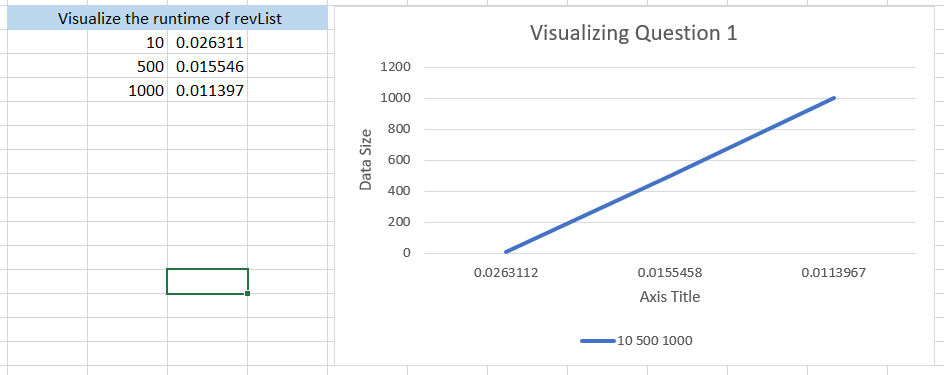 Visualize the runtime of revList
10 0.026311
500 0.015546
1000 0.011397
Visualizing Question 1
1200
1000
800
600
400
200
0
Data Size
0.0263112 0.0155458 0.0113967
Axis Title
10 500 1000